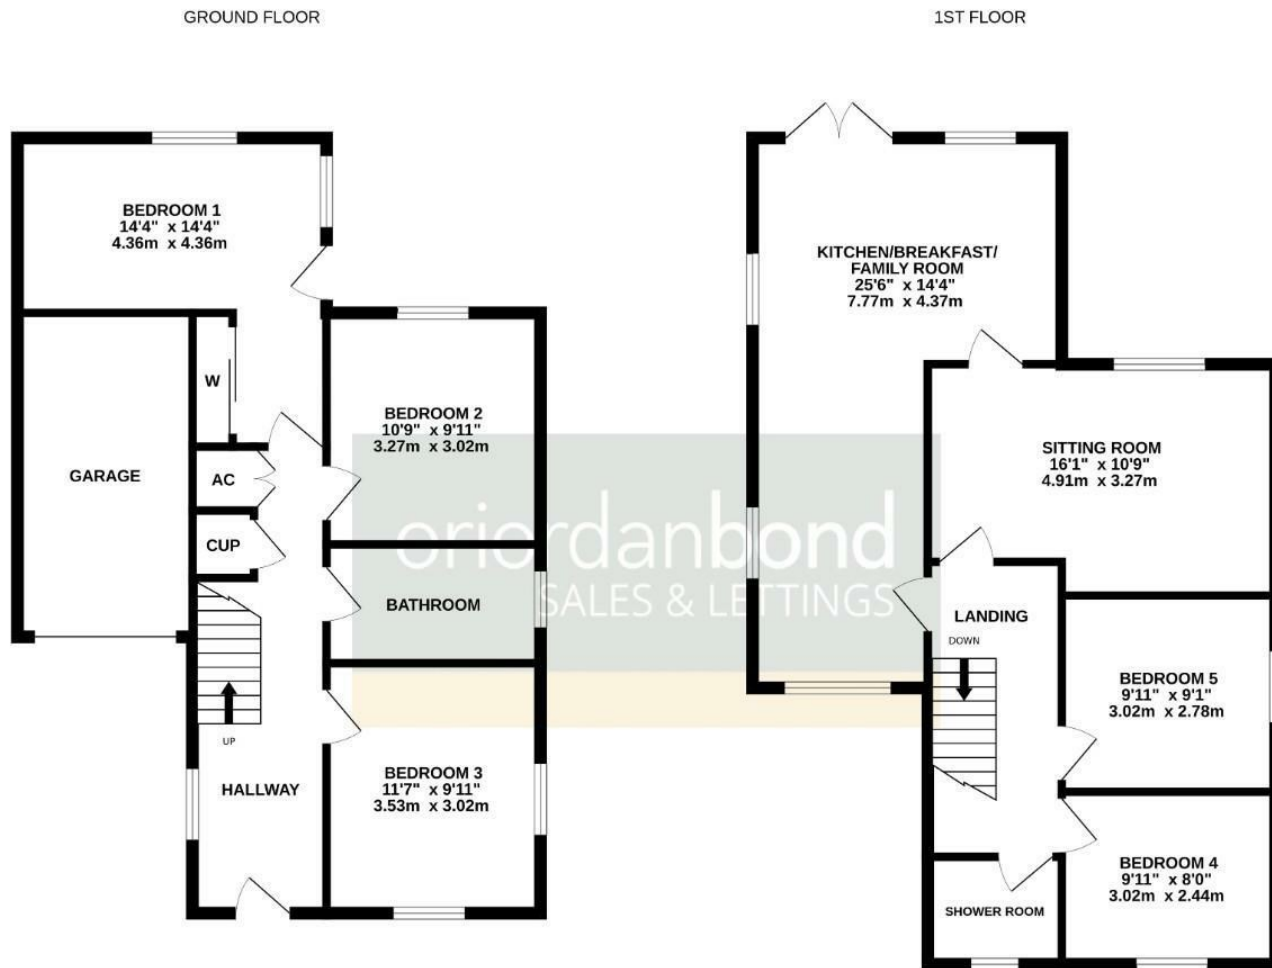 GROUND FLOOR
1ST FLOOR
BEDROOM 1
14'4" x 14'4"
4.36m x 4.36m
W
BEDROOM 2
10'9" x 9'11"
3.27m x 3.02m
GARAGE
AC
CUP
BATHROOM
UP
HALLWAY
BEDROOM 3
11'7" x 9'11"
3.53m x 3.02m
KITCHEN/BREAKFAST/
FAMILY ROOM
25'6" x 14'4"
7.77m x 4.37m
SITTING ROOM
16'1" x 10'9"
4.91m x 3.27m
LANDING
DOWN
BEDROOM 5
9'11" x 9'1"
3.02m x 2.78m
BEDROOM 4
9'11" x 8'0"
3.02m x 2.44m
SHOWER ROOM
oriordanbond
SALES & LETTINGS